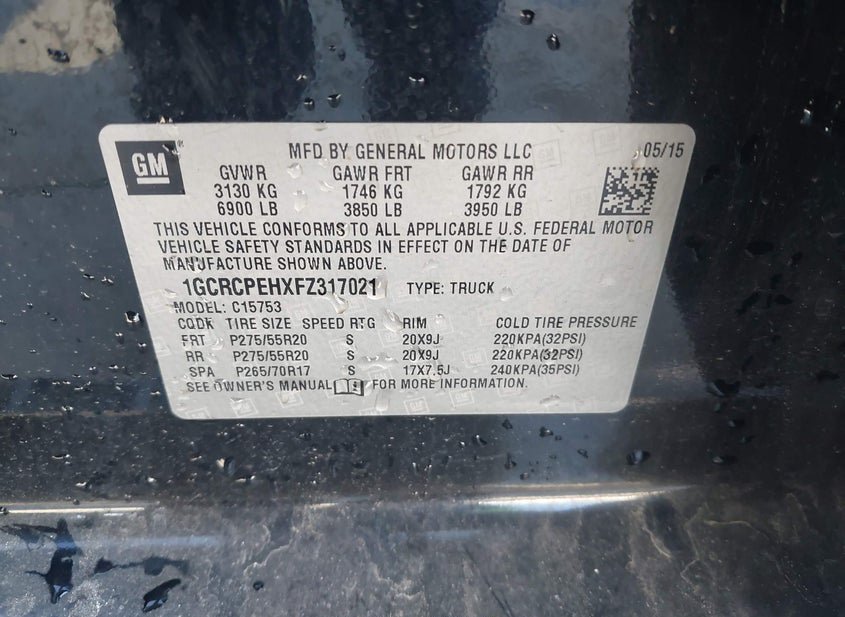 GM
MFD BY GENERAL MOTORS LLC 05/15
GVWR GAWR FRT GAWR RR
3130 KG 1746 KG 1792 KG
6900 LB 3850 LB 3950 LB
THIS VEHICLE CONFORMS TO ALL APPLICABLE U.S. FEDERAL MOTOR
VEHICLE SAFETY STANDARDS IN EFFECT ON THE DATE OF
MANUFACTURE SHOWN ABOVE.
1GCRCPEHXFZ317021 TYPE: TRUCK
MODEL: C15753
CODE TIRE SIZE SPEED RTG RIM COLD TIRE PRESSURE
FRT P275/55R20 S 20X9J 220KPA(32PSI)
RR P275/55R20 S 20X9J 220KPA(32PSI)
SPA P265/70R17 S 17X7.5J 240KPA(35PSI)
SEE OWNER'S MANUAL FOR MORE INFORMATION.